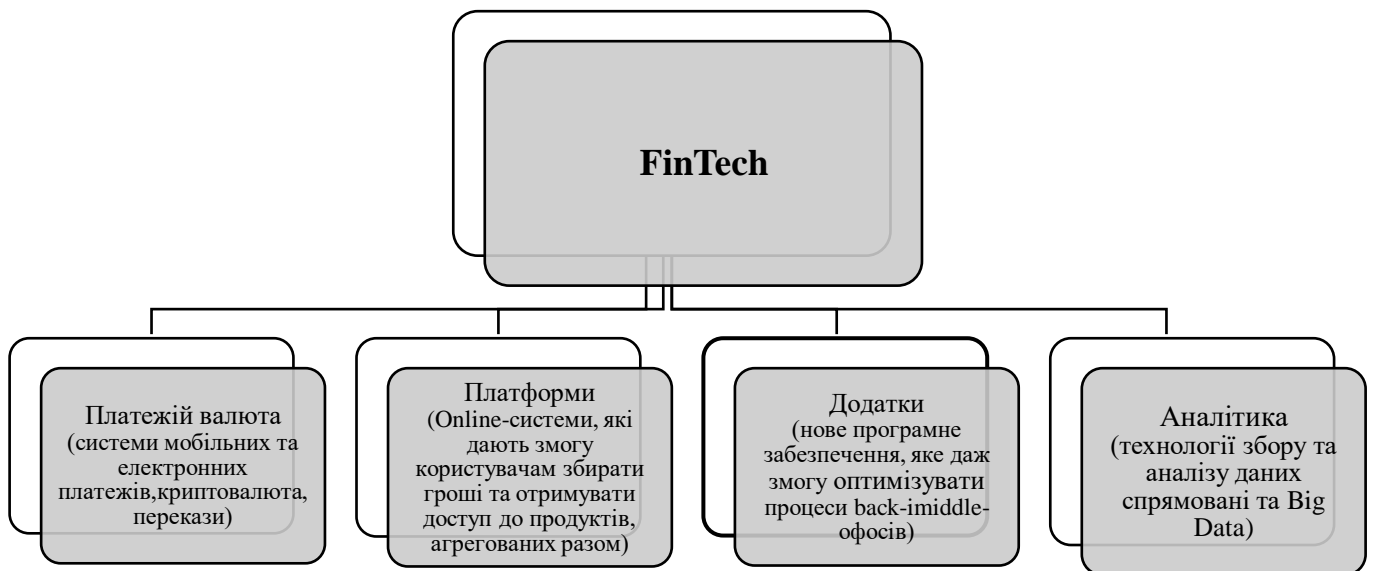 FinTech
Платежій валюта
(системи мобільних та
електронних
платежів,криптовалюта,
перекази)
Платформи
(Online-системи, які
дають змогу
користувачам збирати
гроші та отримувати
доступ до продуктів,
агрегованих разом)
Додатки
(нове програмне
забезпечення, яке даж
змогу оптимізувати
процеси back-imiddle-
офосів)
Аналітика
(технології збору та
аналізу даних
спрямовані та Big
Data)